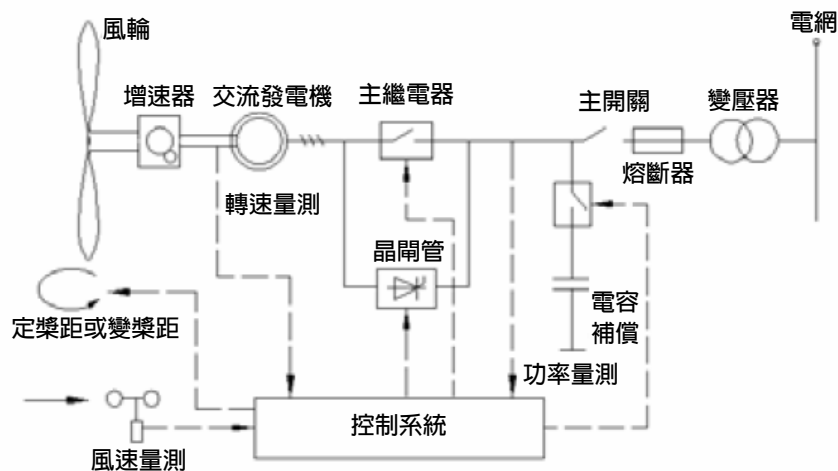 風輪
電網
增速器
交流發電機
主繼電器
主開關
變壓器
熔斷器
轉速量測
晶閘管
電容
補償
定槳距或變槳距
功率量測
控制系統
風速量測